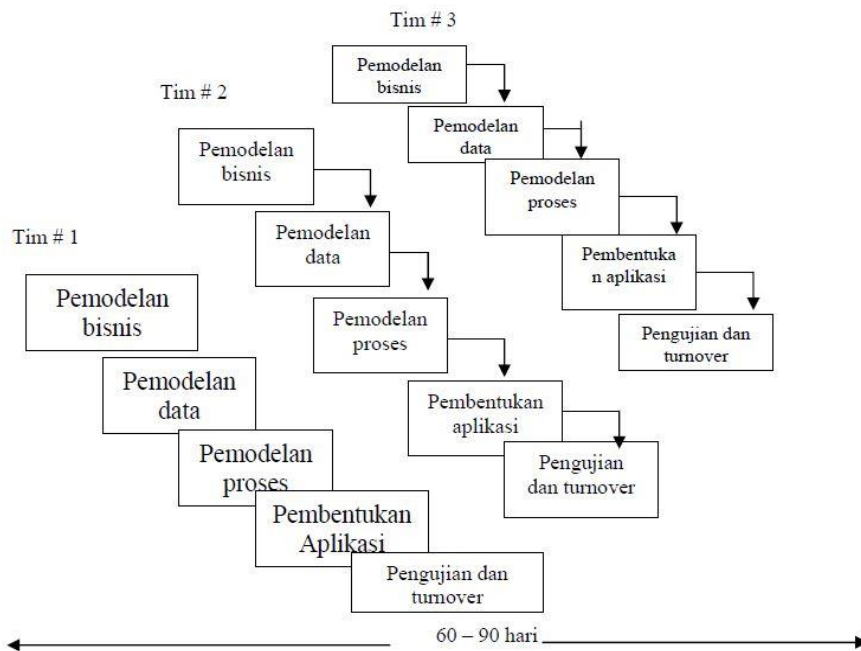 Tim # 3
Pemodelan
bisnis
Pemodelan
data
Pemodelan
proses
Pembentuka
n aplikasi
Pengujian dan
turnover
Tim # 2
Pemodelan
bisnis
Pemodelan
data
Pemodelan
proses
Pembentukan
aplikasi
Pengujian
dan turnover
Tim # 1
Pemodelan
bisnis
Pemodelan
data
Pemodelan
proses
Pembentukan
Aplikasi
Pengujian dan
turnover
60 – 90 hari